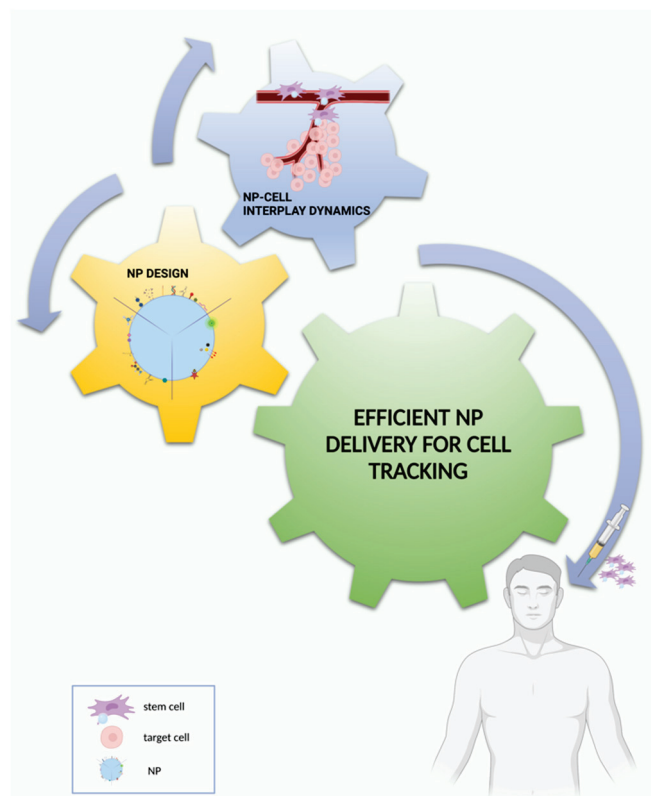 NP-CELL
INTERPLAY DYNAMICS
NP DESIGN
EFFICIENT NP
DELIVERY FOR CELL
TRACKING
stem cell
target cell
NP